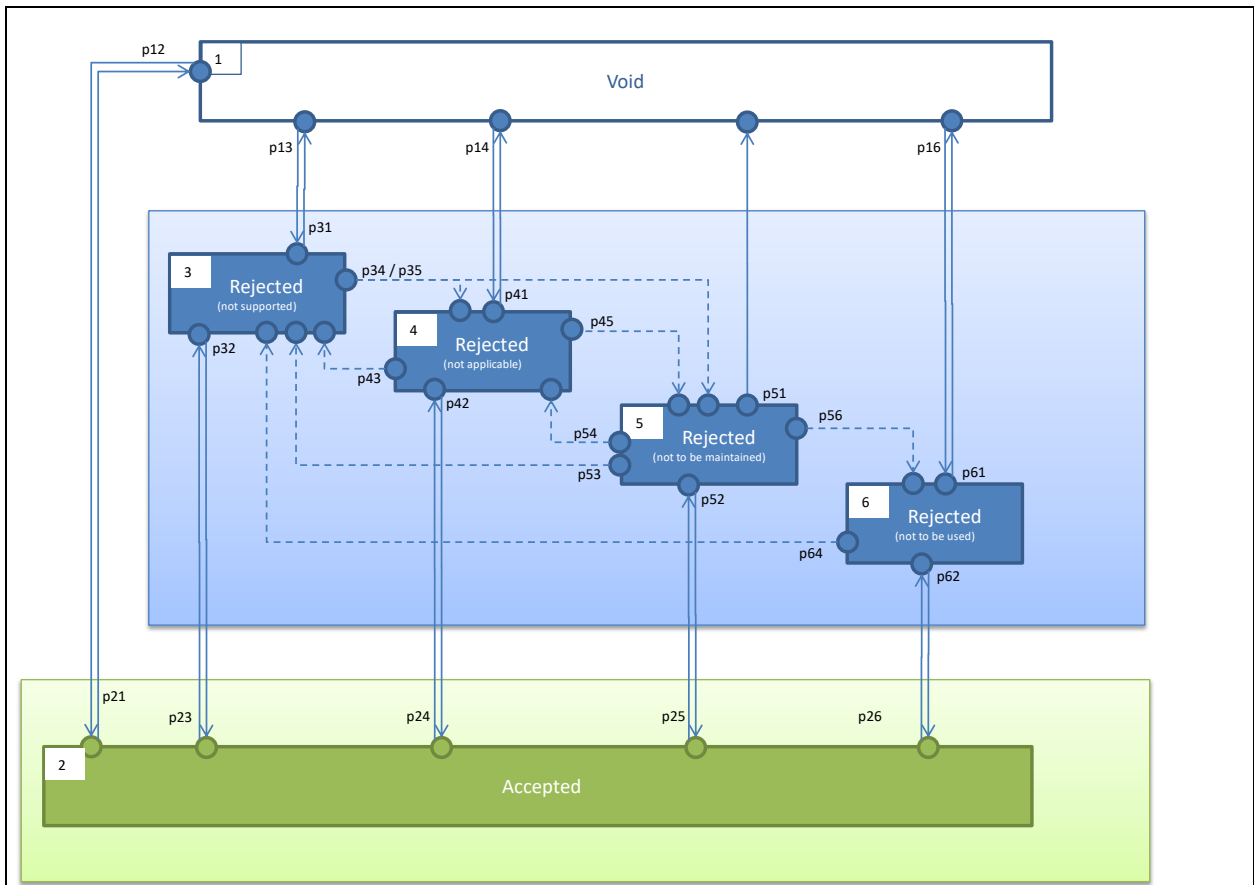 p12
1
Void
p13
p14
p16
p31
3
Rejected
(not supported)
p34 / p35
p32
p41
4
Rejected
(not applicable)
p45
p43
p42
p51
5
Rejected
(not to be maintained)
p56
p54
p53
p52
p61
6
Rejected
(not to be used)
p64
p62
p21
p23
p24
p25
p26
2
Accepted